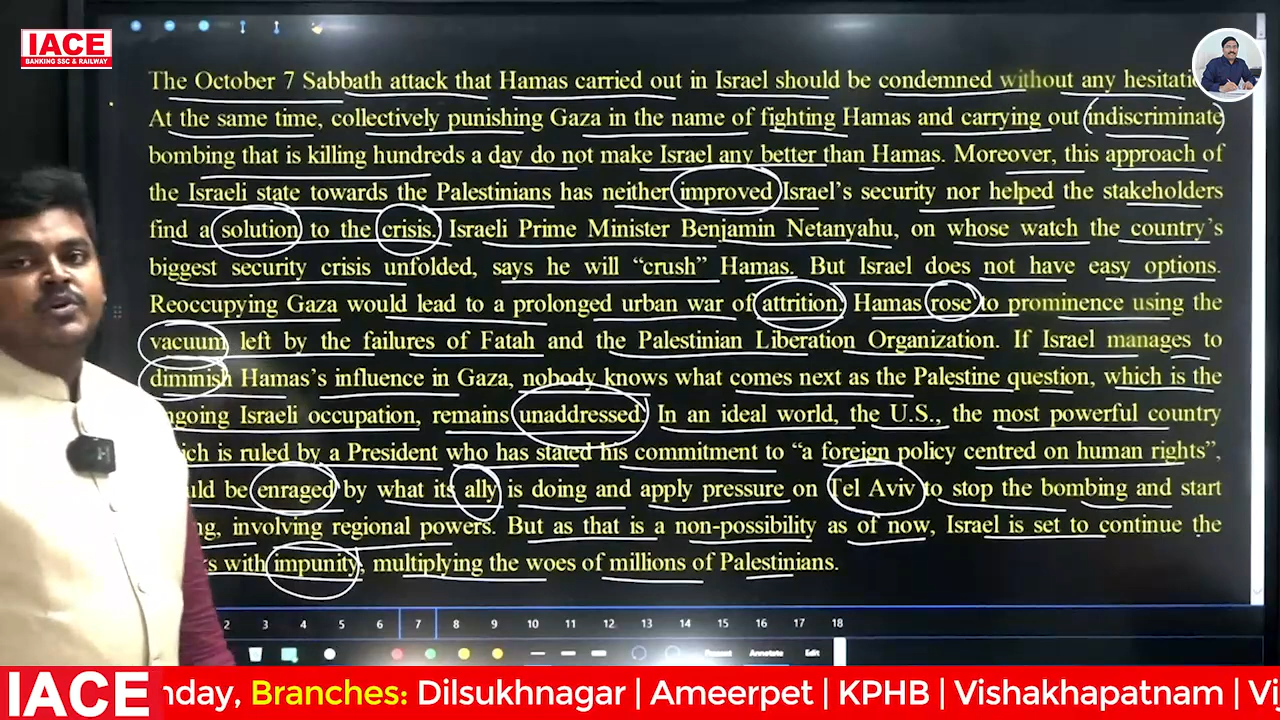 IACE
BANKING SSC & RAILWAY
The October 7 Sabbath attack that Hamas carried out in Israel should be condemned without any
At the same time, collectively punishing Gaza in the name of fighting Hamas and carrying out indiscriminate
bombing that is killing hundreds a day do not make Israel any better than Hamas. Moreover, this approach of
the Israeli state towards the Palestinians has neither improved Israel's security nor helped the stakeholders
find a solution to the crisis. Israeli Prime Minister Benjamin Netanyahu, on whose watch the country's
biggest security crisis unfolded, says he will “crush” Hamas. But Israel does not have easy options.
Reoccupying Gaza would lead to a prolonged urban war of attrition. Hamas rose to prominence using the
vacuum left by the failures of Fatah and the Palestinian Liberation Organization. If Israel manages to
diminish Hamas's influence in Gaza, nobody knows what comes next as the Palestine question, which is the
Israeli occupation, remains unaddressed. In an ideal world, the U.S., the most powerful country
is ruled by a President who has stated his commitment to “a foreign policy centred on human rights”,
be enraged by what its ally is doing and apply pressure on Tel Aviv to stop the bombing and start
involving regional powers. But as that is a non-possibility as of now, Israel is set to continue the
with impunity, multiplying the woes of millions of Palestinians.
2 3 4 5 6 7 8 9 10 11 12 13 14 15 16 17 18
Annotate Edit
IACE
nday, Branches: Dilsukhnagar | Ameerpet | KPHB | Vishakhapatnam | Vij